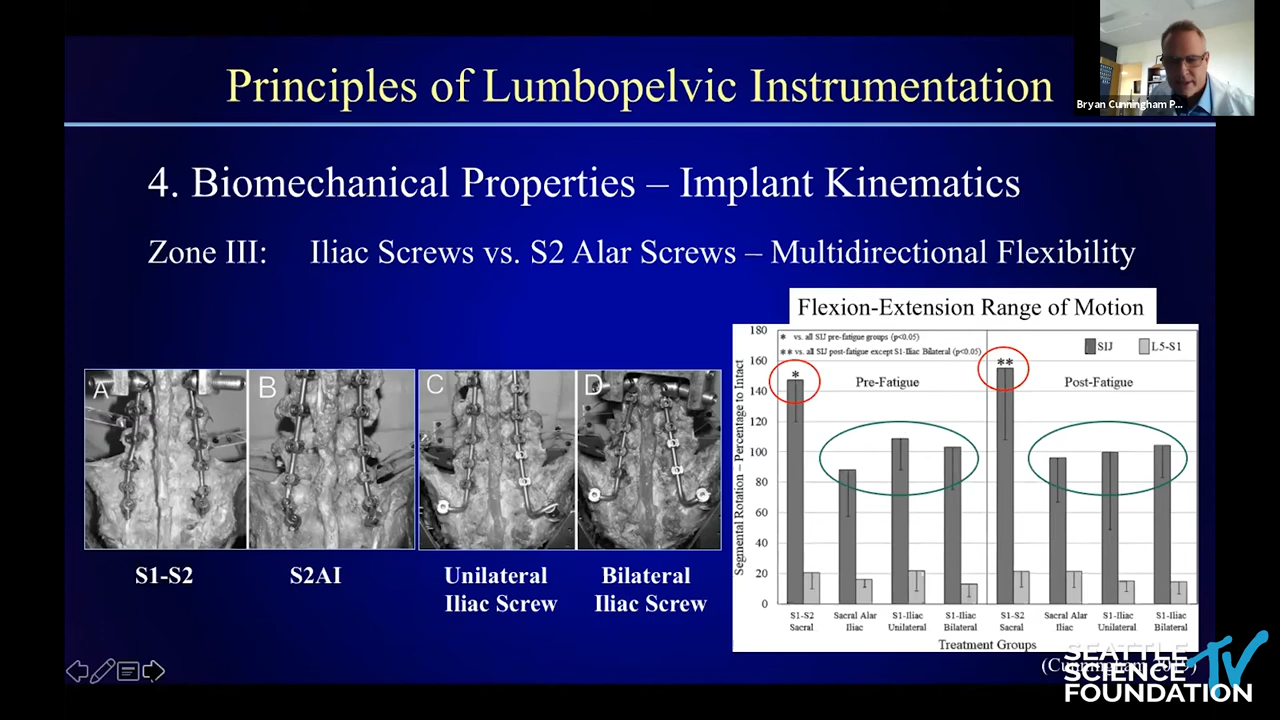 Principles of Lumbopelvic Instrumentation
Bryan Cunningham P...
4. Biomechanical Properties – Implant Kinematics
Zone III: Iliac Screws vs. S2 Alar Screws – Multidirectional Flexibility
A
B
C
D
S1-S2
S2AI
Unilateral
Iliac Screw
Bilateral
Iliac Screw
Flexion-Extension Range of Motion
* vs. all SIJ pre-fatigue groups (p<0.05)
** vs. all SIJ post-fatigue except S1-Iliac Bilateral (p<0.05)
SIJ
L5-S1
*
**
Pre-Fatigue
Post-Fatigue
Segmental Rotation – Percentage to Intact
180
160
140
120
100
80
60
40
20
0
S1-S2
Sacral
Sacral Alar
Iliac
S1-Iliac
Unilateral
S1-Iliac
Bilateral
S1-S2
Sacral
Sacral Alar
Iliac
S1-Iliac
Unilateral
S1-Iliac
Bilateral
Treatment Groups
(Cunningham, 2019)
SEATTLE
SCIENCE TV
FOUNDATION